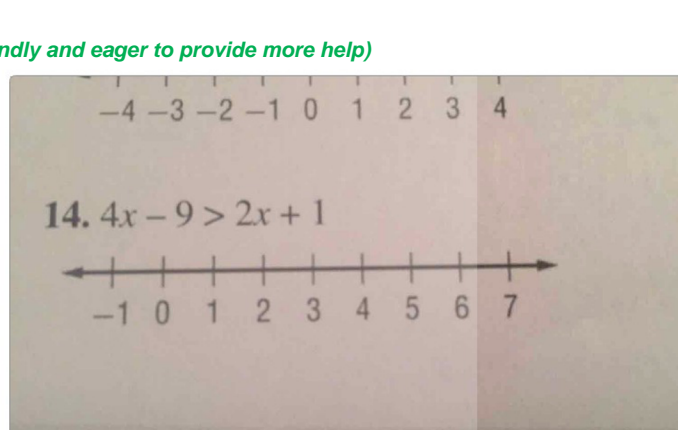 ndly and eager to provide more help)
−4 −3 −2 −1 0 1 2 3 4
14. 4x − 9 > 2x + 1
−1 0 1 2 3 4 5 6 7